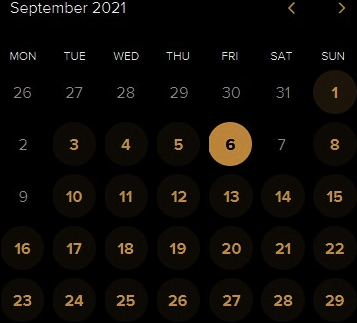 September 2021
MON TUE WED THU FRI SAT SUN
26 27 28 29 30 31 1
2 3 4 5 6 7 8
9 10 11 12 13 14 15
16 17 18 19 20 21 22
23 24 25 26 27 28 29